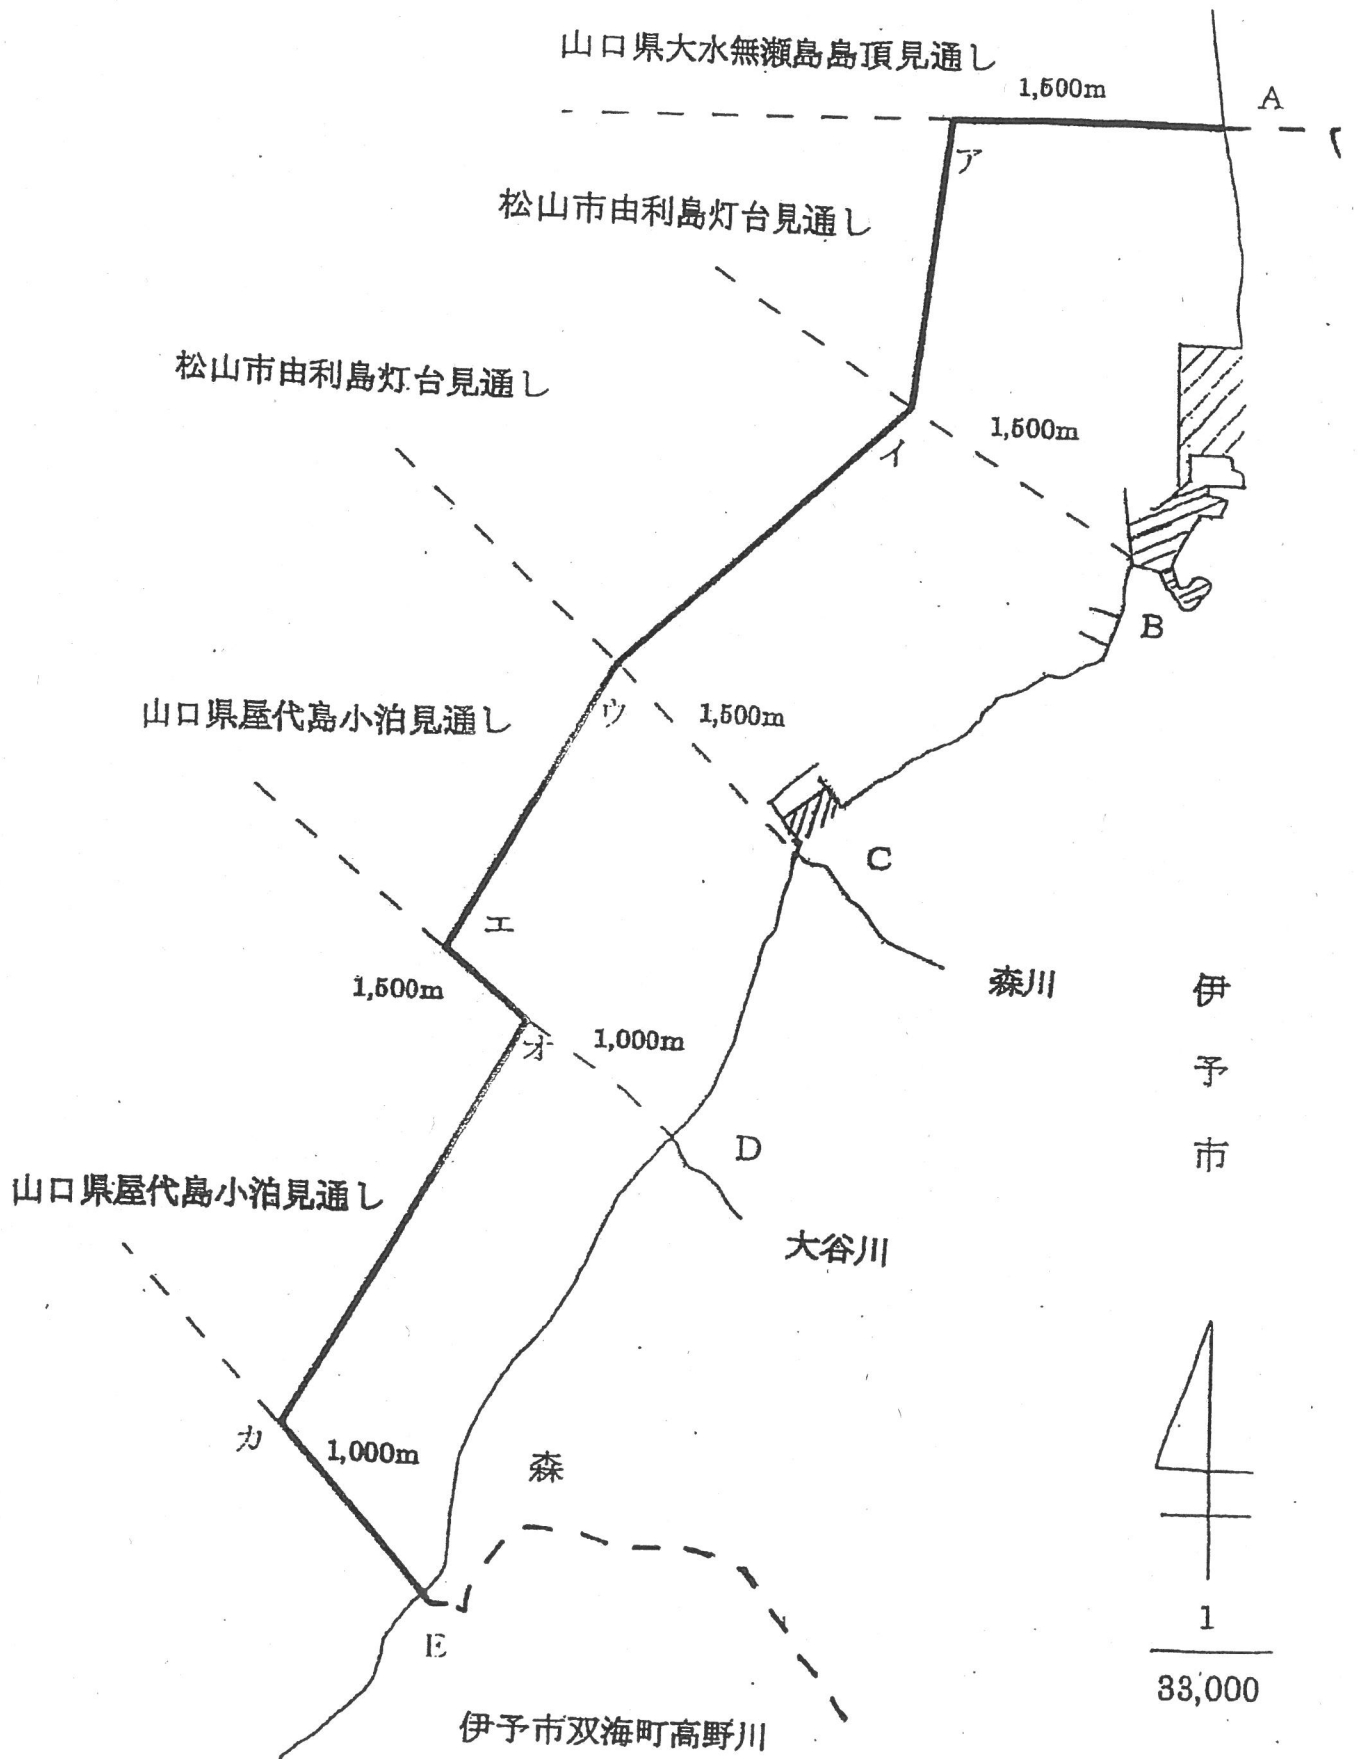 山口県大水無瀬島島頂見通し
1,500m
A
ア
松山市由利島灯台見通し
松山市由利島灯台見通し
1,500m
イ
B
山口県屋代島小泊見通し
ウ
1,500m
C
エ
森川
1,500m
伊予市
オ
1,000m
D
山口県屋代島小泊見通し
大谷川
カ
1,000m
森
E
1
33,000
伊予市双海町高野川